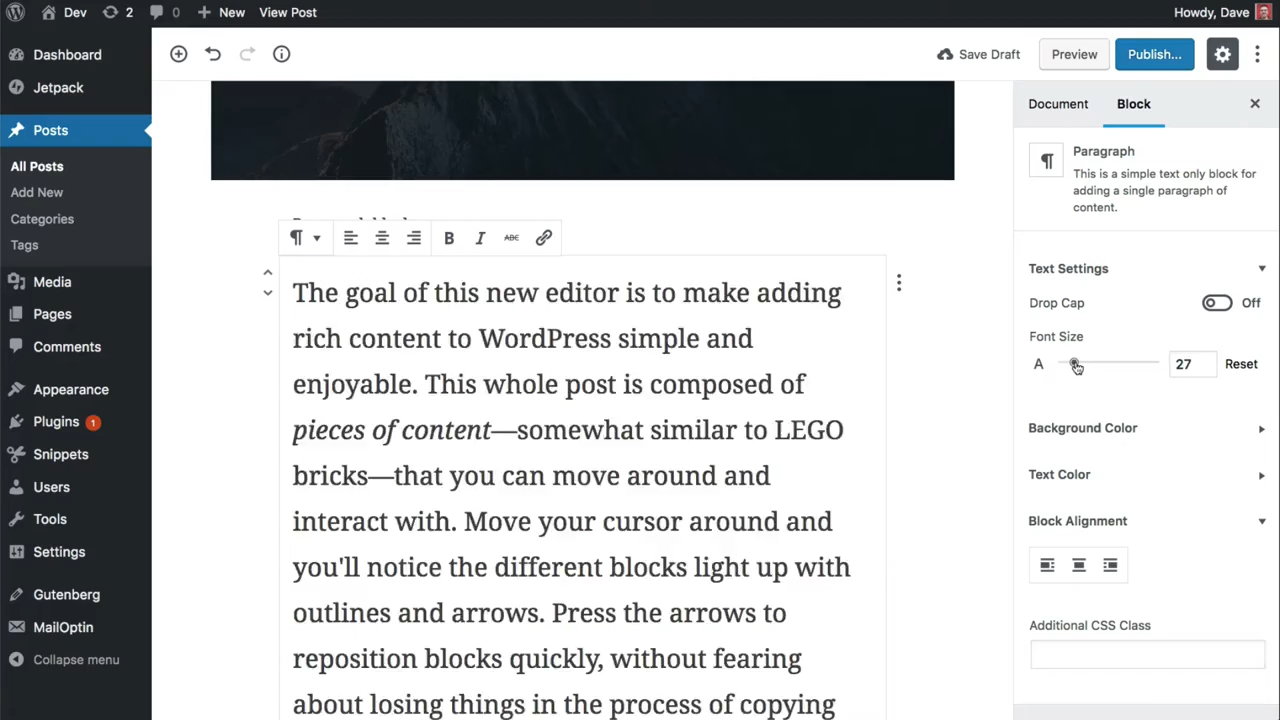 Dev 2 0 New View Post Howdy, Dave
Dashboard
Jetpack
Posts
All Posts
Add New
Categories
Tags
Media
Pages
Comments
Appearance
Plugins 1
Snippets
Users
Tools
Settings
Gutenberg
MailOptin
Collapse menu
Save Draft Preview Publish...
¶ B I ABC
The goal of this new editor is to make adding
rich content to WordPress simple and
enjoyable. This whole post is composed of
pieces of content—somewhat similar to LEGO
bricks—that you can move around and
interact with. Move your cursor around and
you'll notice the different blocks light up with
outlines and arrows. Press the arrows to
reposition blocks quickly, without fearing
about losing things in the process of copying
Document Block
¶ Paragraph
This is a simple text only block for
adding a single paragraph of
content.
Text Settings
Drop Cap Off
Font Size
A 27 Reset
Background Color
Text Color
Block Alignment
Additional CSS Class